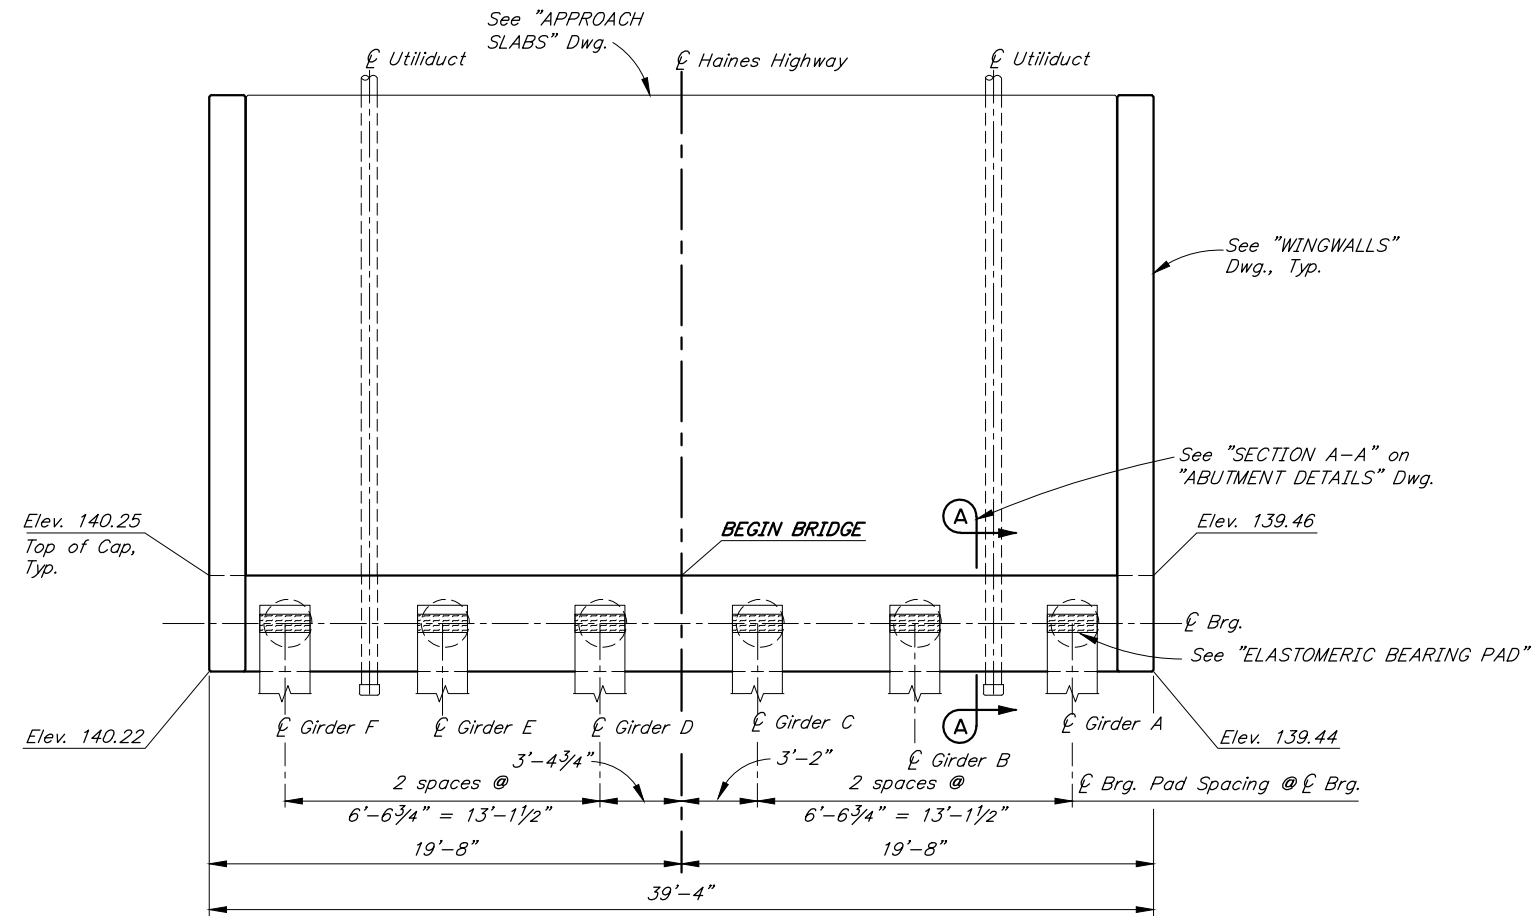 See "APPROACH
SLABS" Dwg.
℄ Utiliduct
℄ Haines Highway
℄ Utiliduct
See "WINGWALLS"
Dwg., Typ.
See "SECTION A-A" on
"ABUTMENT DETAILS" Dwg.
Elev. 140.25
Top of Cap,
Typ.
BEGIN BRIDGE
A
Elev. 139.46
℄ Brg.
See "ELASTOMERIC BEARING PAD"
Elev. 140.22
℄ Girder F
℄ Girder E
℄ Girder D
℄ Girder C
A
℄ Girder B
℄ Girder A
Elev. 139.44
3'-4¾"
3'-2"
2 spaces @
6'-6¾" = 13'-1½"
2 spaces @
6'-6¾" = 13'-1½"
℄ Brg. Pad Spacing @ ℄ Brg.
19'-8"
19'-8"
39'-4"